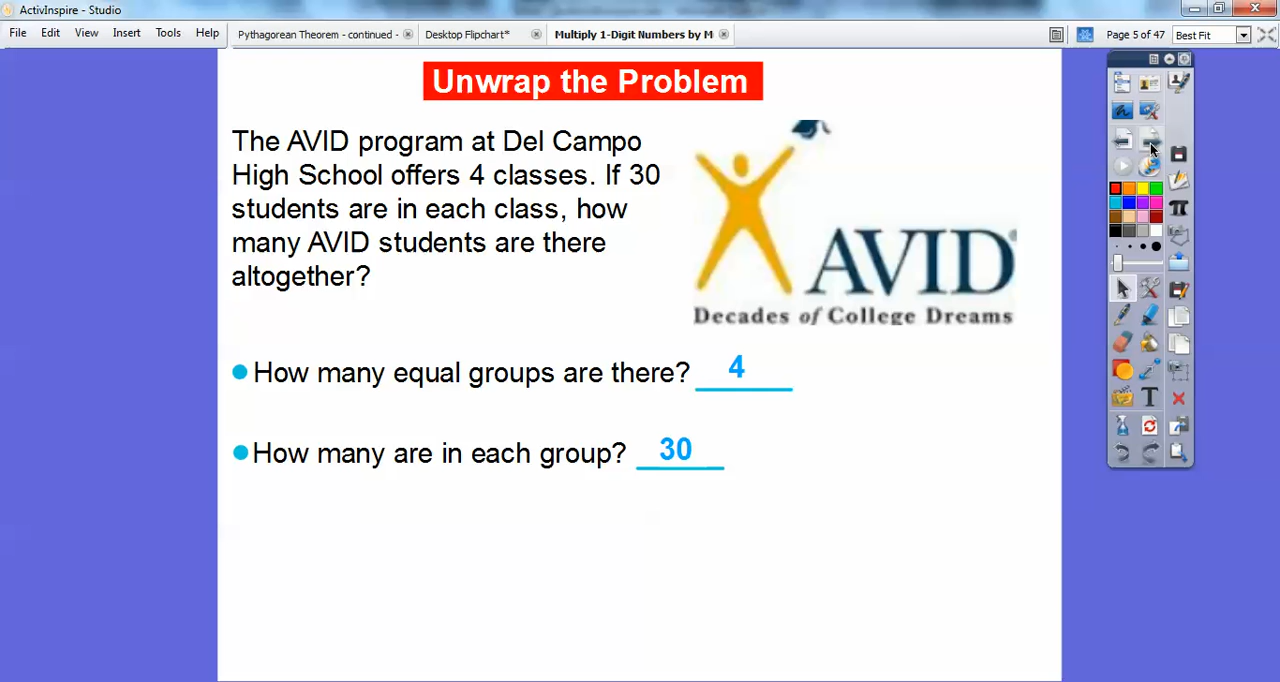 ActivInspire - Studio
File Edit View Insert Tools Help
Pythagorean Theorem - continued - Desktop Flipchart* Multiply 1-Digit Numbers by M
Page 5 of 47 Best Fit
Unwrap the Problem
The AVID program at Del Campo
High School offers 4 classes. If 30
students are in each class, how
many AVID students are there
altogether?
AVID
Decades of College Dreams
How many equal groups are there? 4
How many are in each group? 30